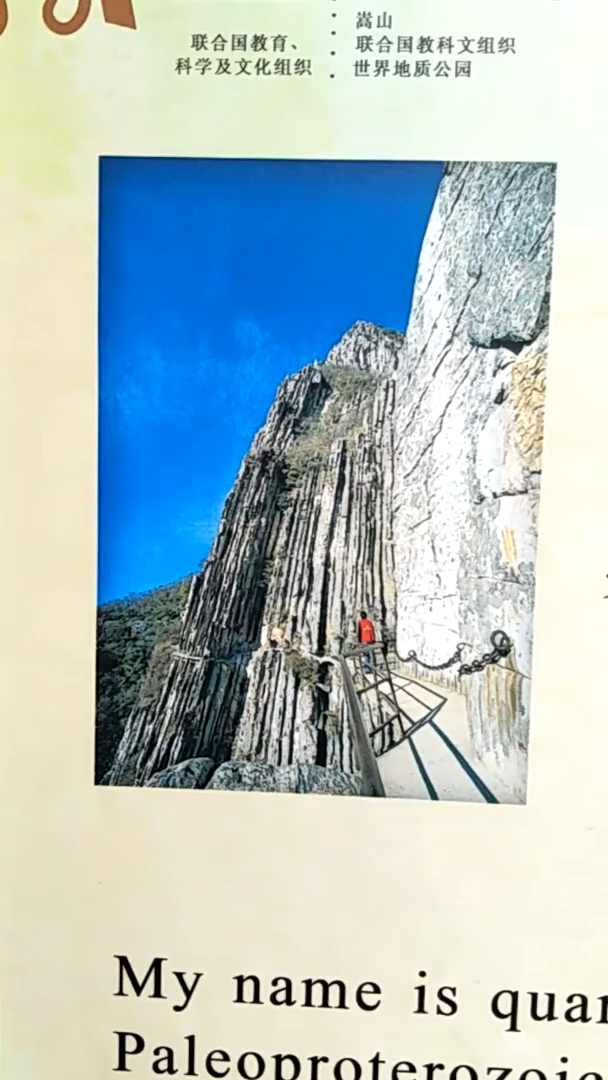 联合国教育、
科学及文化组织
嵩山
联合国教科文组织
世界地质公园
My name is
Paleoproterozoic